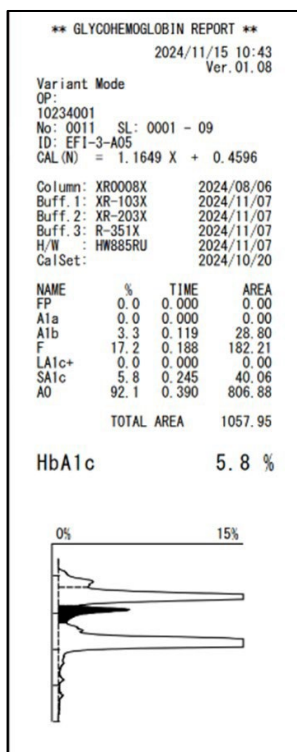 ** GLYCOHEMOGLOBIN REPORT **
2024/11/15 10:43
Ver.01.08
Variant Mode
OP:
10234001
No: 0011 SL: 0001 - 09
ID: EFI-3-A05
CAL(N) = 1.1649 X + 0.4596
Column: XR0008X 2024/08/06
Buff.1: XR-103X 2024/11/07
Buff.2: XR-203X 2024/11/07
Buff.3: R-351X 2024/11/07
H/W : HW885RU 2024/11/07
CalSet: 2024/10/20
NAME % TIME AREA
FP 0.0 0.000 0.00
A1a 0.0 0.000 0.00
A1b 3.3 0.119 28.80
F 17.2 0.188 182.21
LA1c+ 0.0 0.000 0.00
SA1c 5.8 0.245 40.06
A0 92.1 0.390 806.88
TOTAL AREA 1057.95
HbA1c 5.8 %
0% 15%